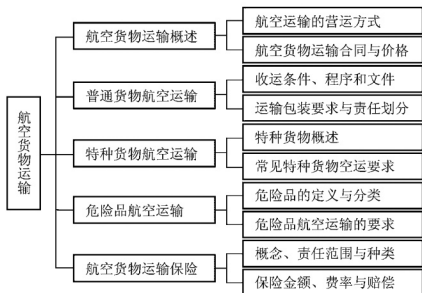 航空货物运输
航空货物运输概述
航空运输的营运方式
航空货物运输合同与价格
普通货物航空运输
收运条件、程序和文件
运输包装要求与责任划分
特种货物航空运输
特种货物概述
常见特种货物空运要求
危险品航空运输
危险品的定义与分类
危险品航空运输的要求
航空货物运输保险
概念、责任范围与种类
保险金额、费率与赔偿